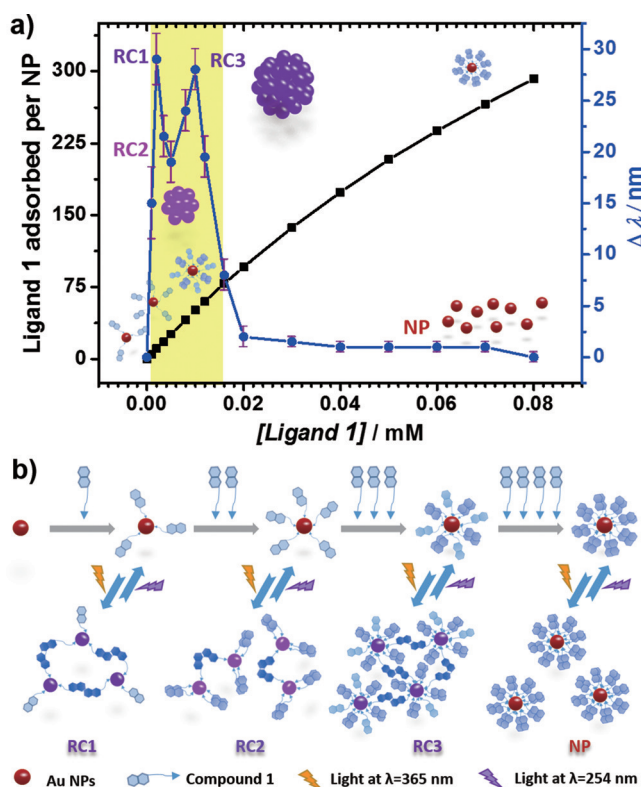 a)
RC1
RC3
RC2
NP
Ligand 1 adsorbed per NP
300
225
150
75
0
Δ λ / nm
30
25
20
15
10
5
0
0.00 0.02 0.04 0.06 0.08
[Ligand 1] / mM
b)
RC1 RC2 RC3 NP
Au NPs Compound 1 Light at λ=365 nm Light at λ=254 nm